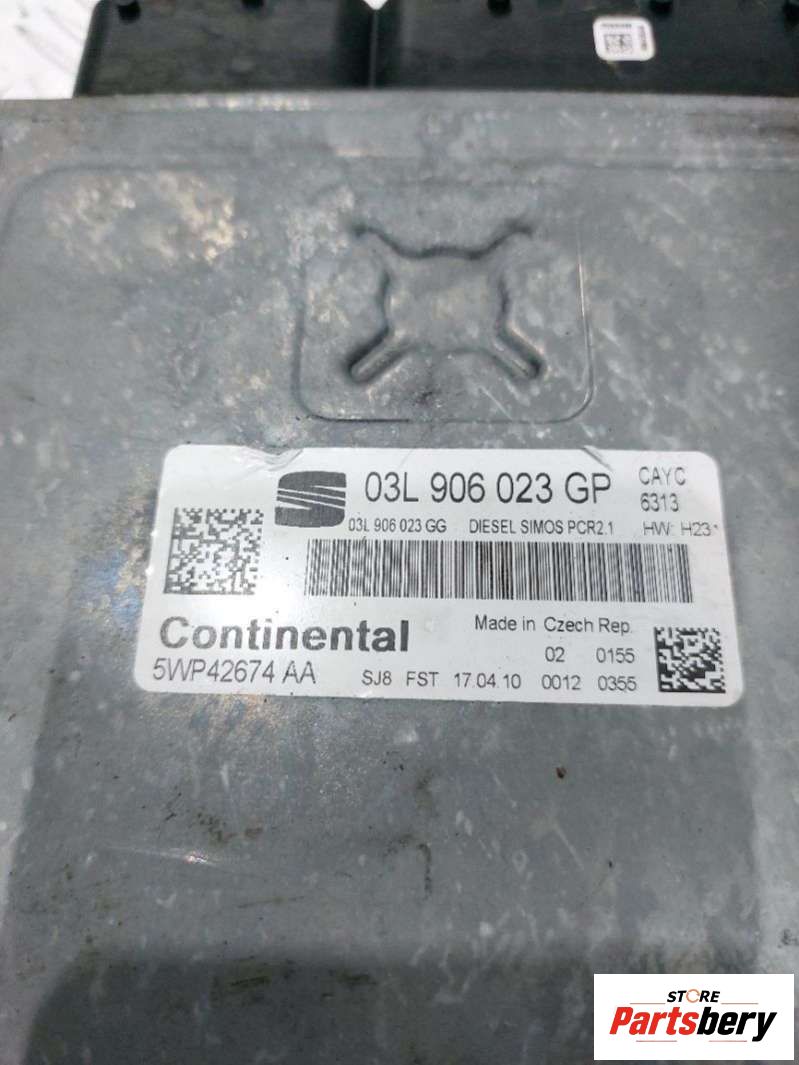 03L 906 023 GP
CAYC
6313
03L 906 023 GG DIESEL SIMOS PCR2.1 HW: H23
Continental
Made in Czech Rep.
02 0155
5WP42674 AA SJ8 FST 17.04.10 0012 0355
STORE
Partsbery